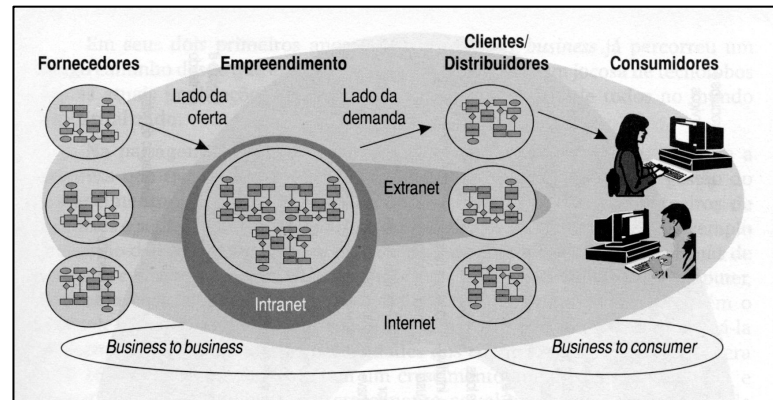 Fornecedores
Empreendimento
Clientes/
Distribuidores
Consumidores
Lado da
oferta
Lado da
demanda
Extranet
Intranet
Internet
Business to business
Business to consumer